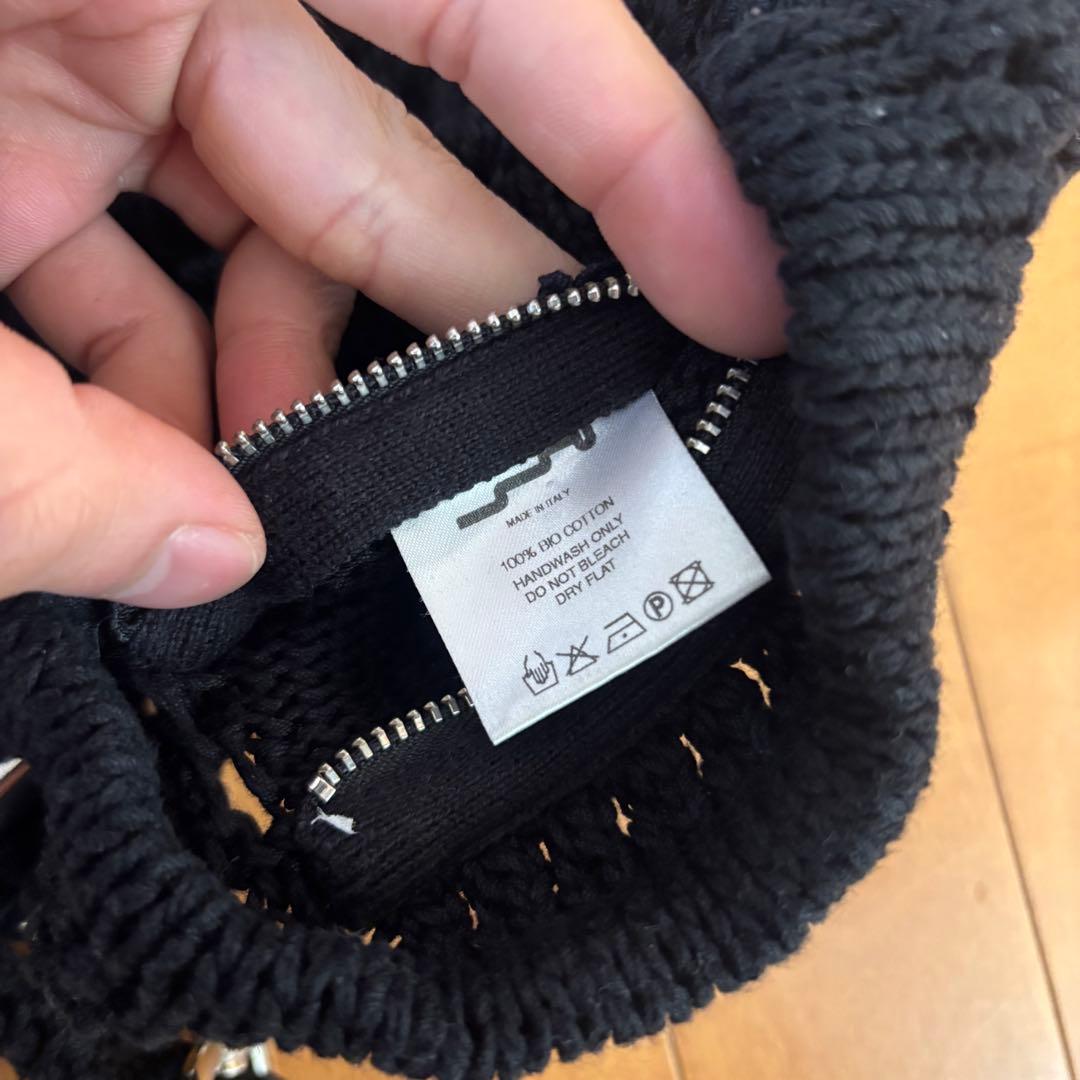 MADE IN ITALY
100% BIO COTTON
HANDWASH ONLY
DO NOT BLEACH
DRY FLAT
P